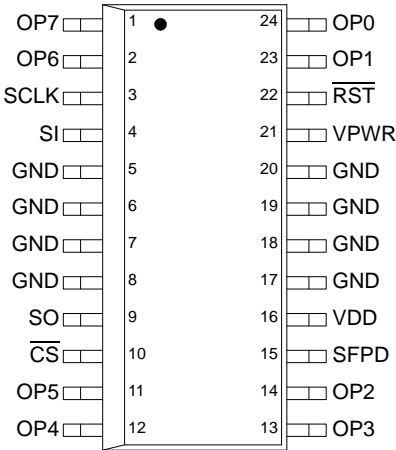 OP7 1 24 OP0
OP6 2 23 OP1
SCLK 3 22 R̅S̅T̅
SI 4 21 VPWR
GND 5 20 GND
GND 6 19 GND
GND 7 18 GND
GND 8 17 GND
SO 9 16 VDD
C̅S̅ 10 15 SFPD
OP5 11 14 OP2
OP4 12 13 OP3